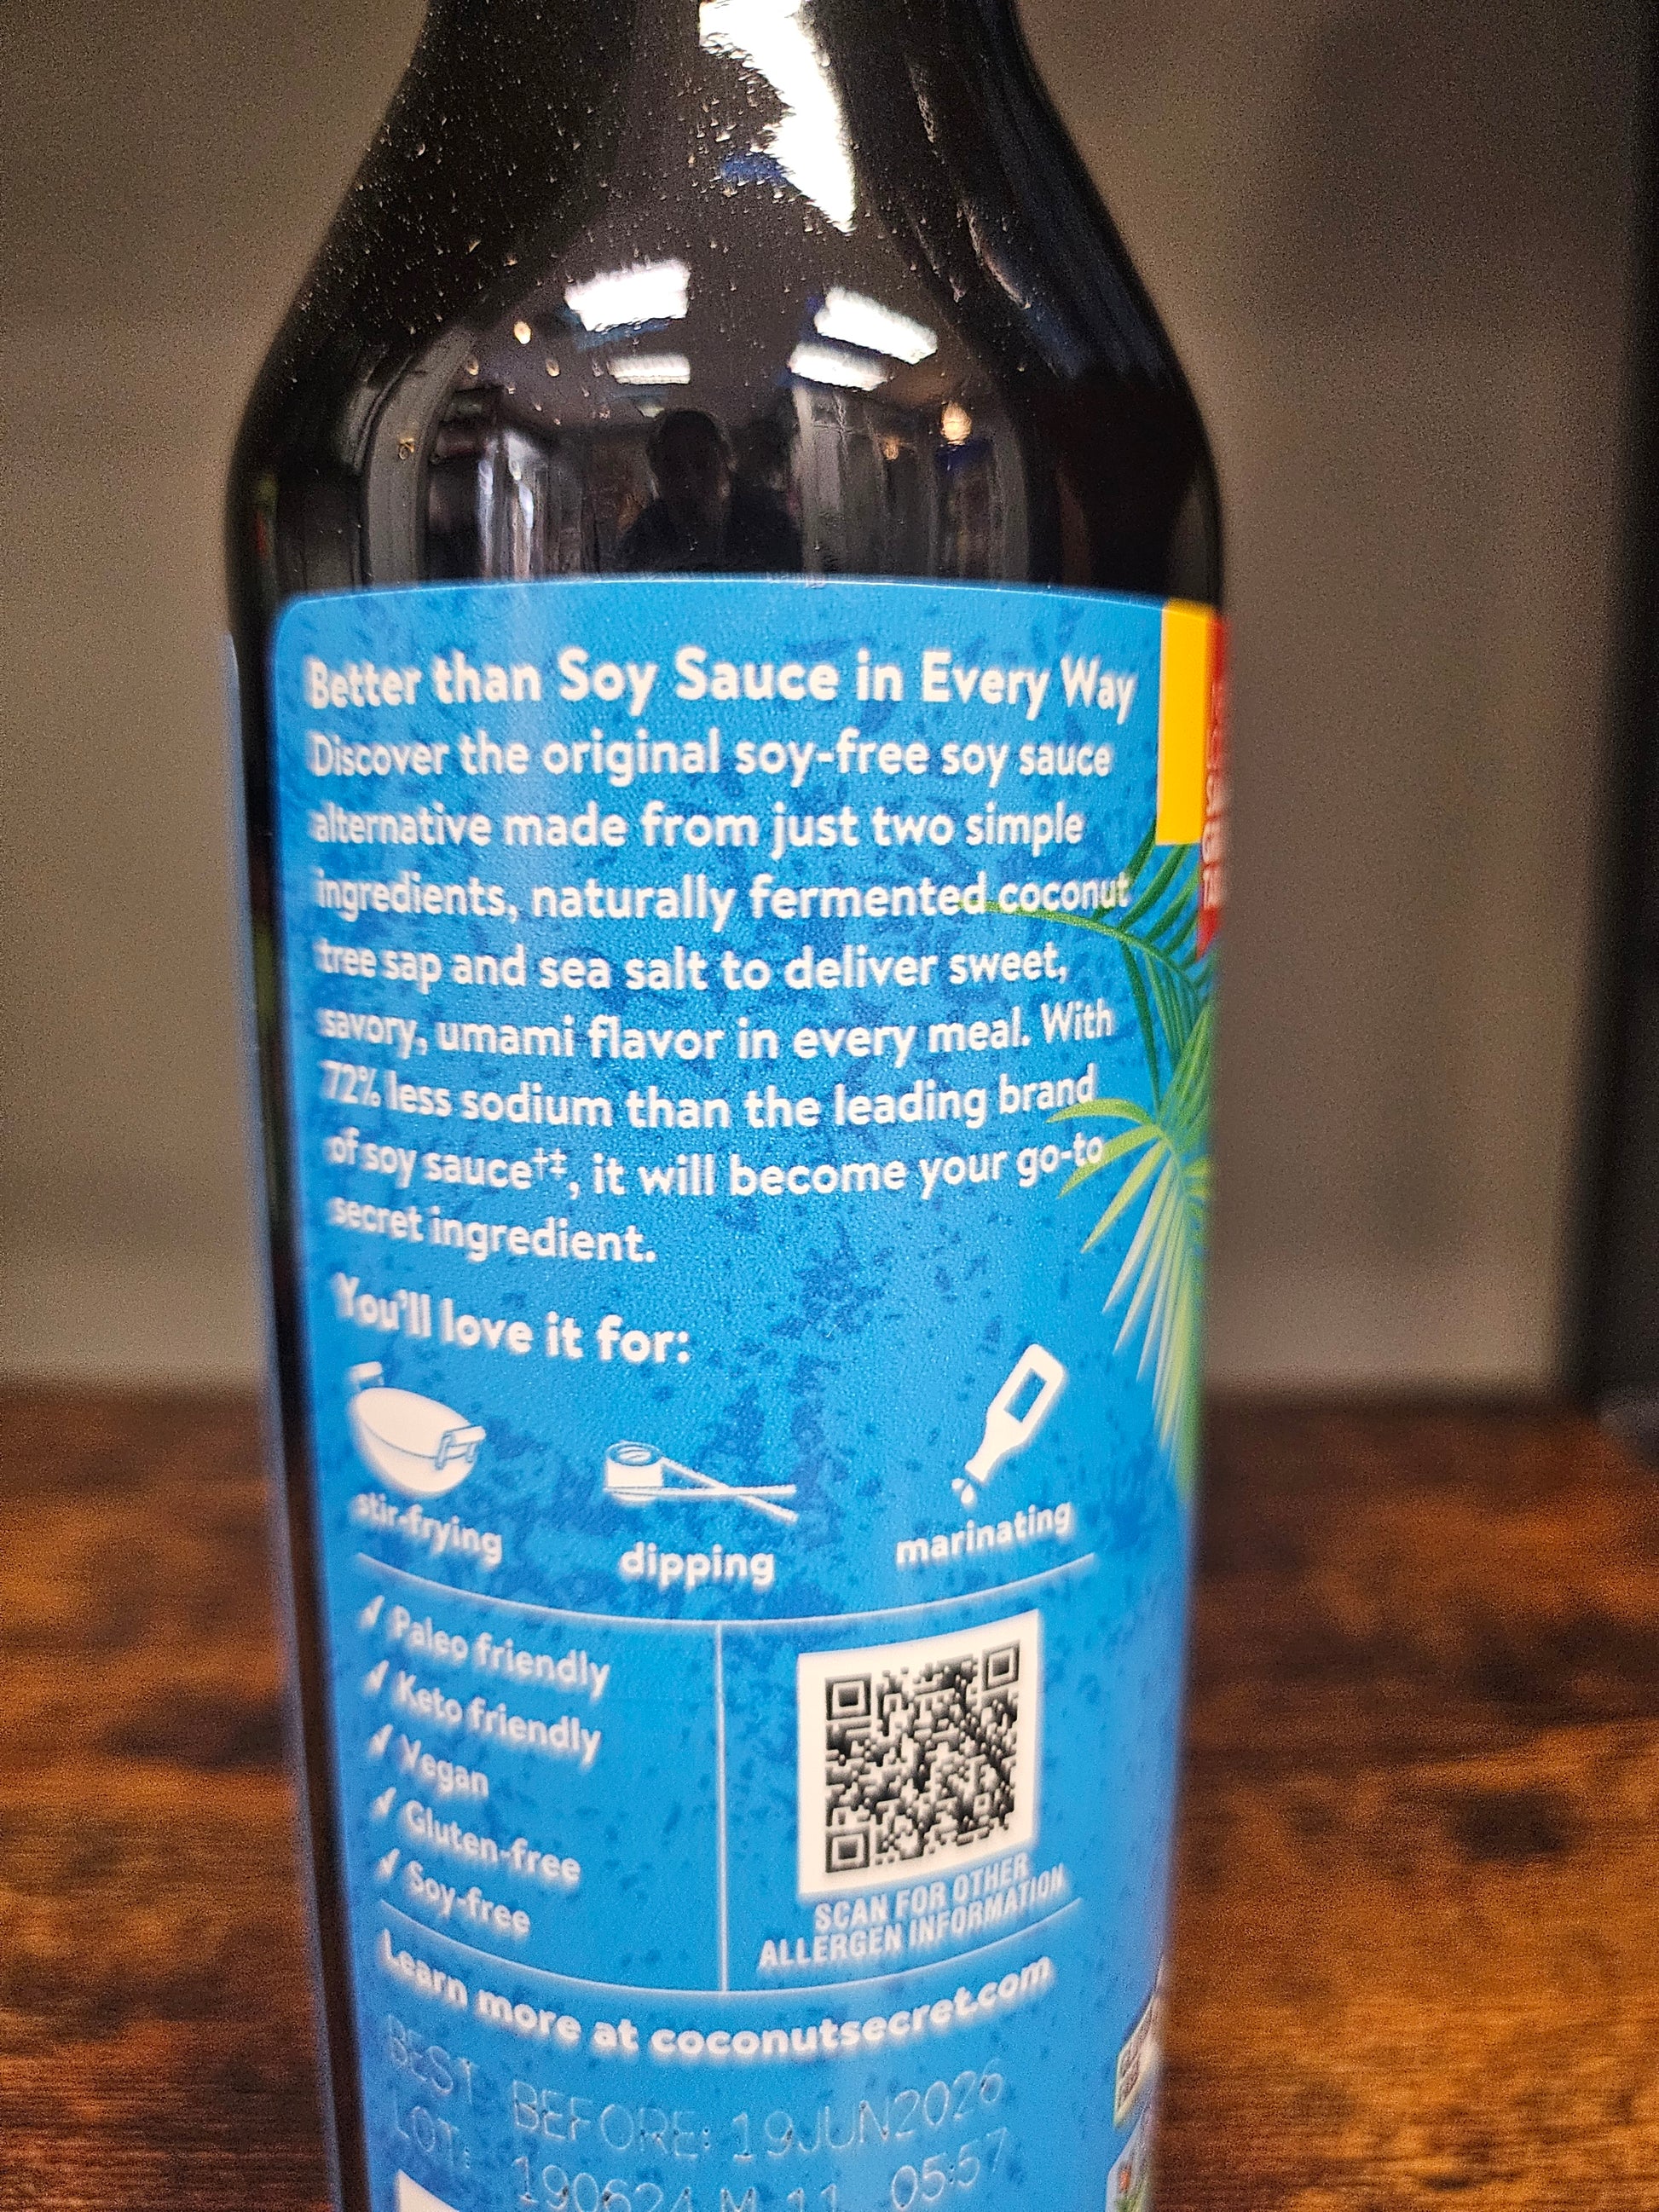 Better than Soy Sauce in Every Way
Discover the original soy-free soy sauce
alternative made from just two simple
ingredients, naturally fermented coconut
tree sap and sea salt to deliver sweet,
savory, umami flavor in every meal. With
72% less sodium than the leading brand
of soy sauce†‡, it will become your go-to
secret ingredient.
You'll love it for:
stir-frying
dipping
marinating
✓ Paleo friendly
✓ Keto friendly
✓ Vegan
✓ Gluten-free
✓ Soy-free
SCAN FOR OTHER
ALLERGEN INFORMATION
Learn more at coconutsecret.com
BEST BEFORE: 19JUN2026
LOT: 190624 M 11 05:57